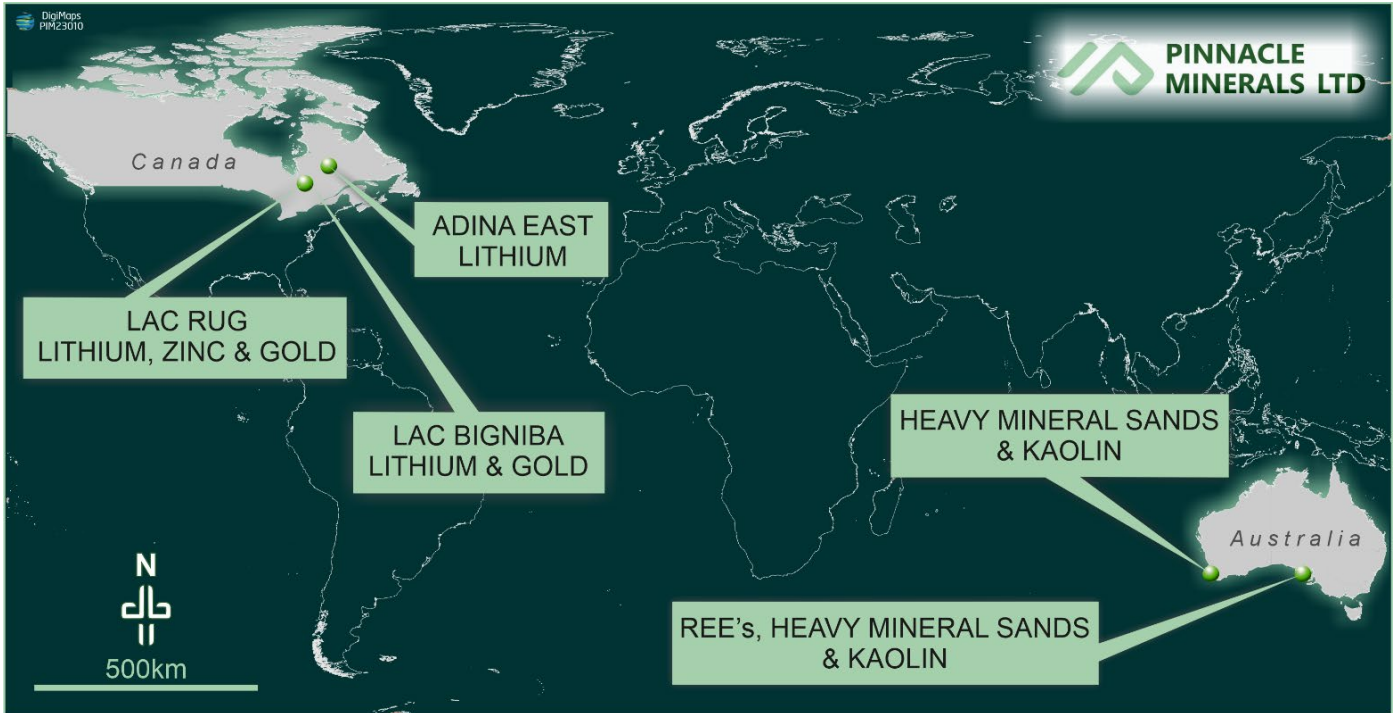 DigiMaps
PIM23010
PINNACLE
MINERALS LTD
Canada
ADINA EAST
LITHIUM
LAC RUG
LITHIUM, ZINC & GOLD
LAC BIGNIBA
LITHIUM & GOLD
HEAVY MINERAL SANDS
& KAOLIN
Australia
REE's, HEAVY MINERAL SANDS
& KAOLIN
N
500km